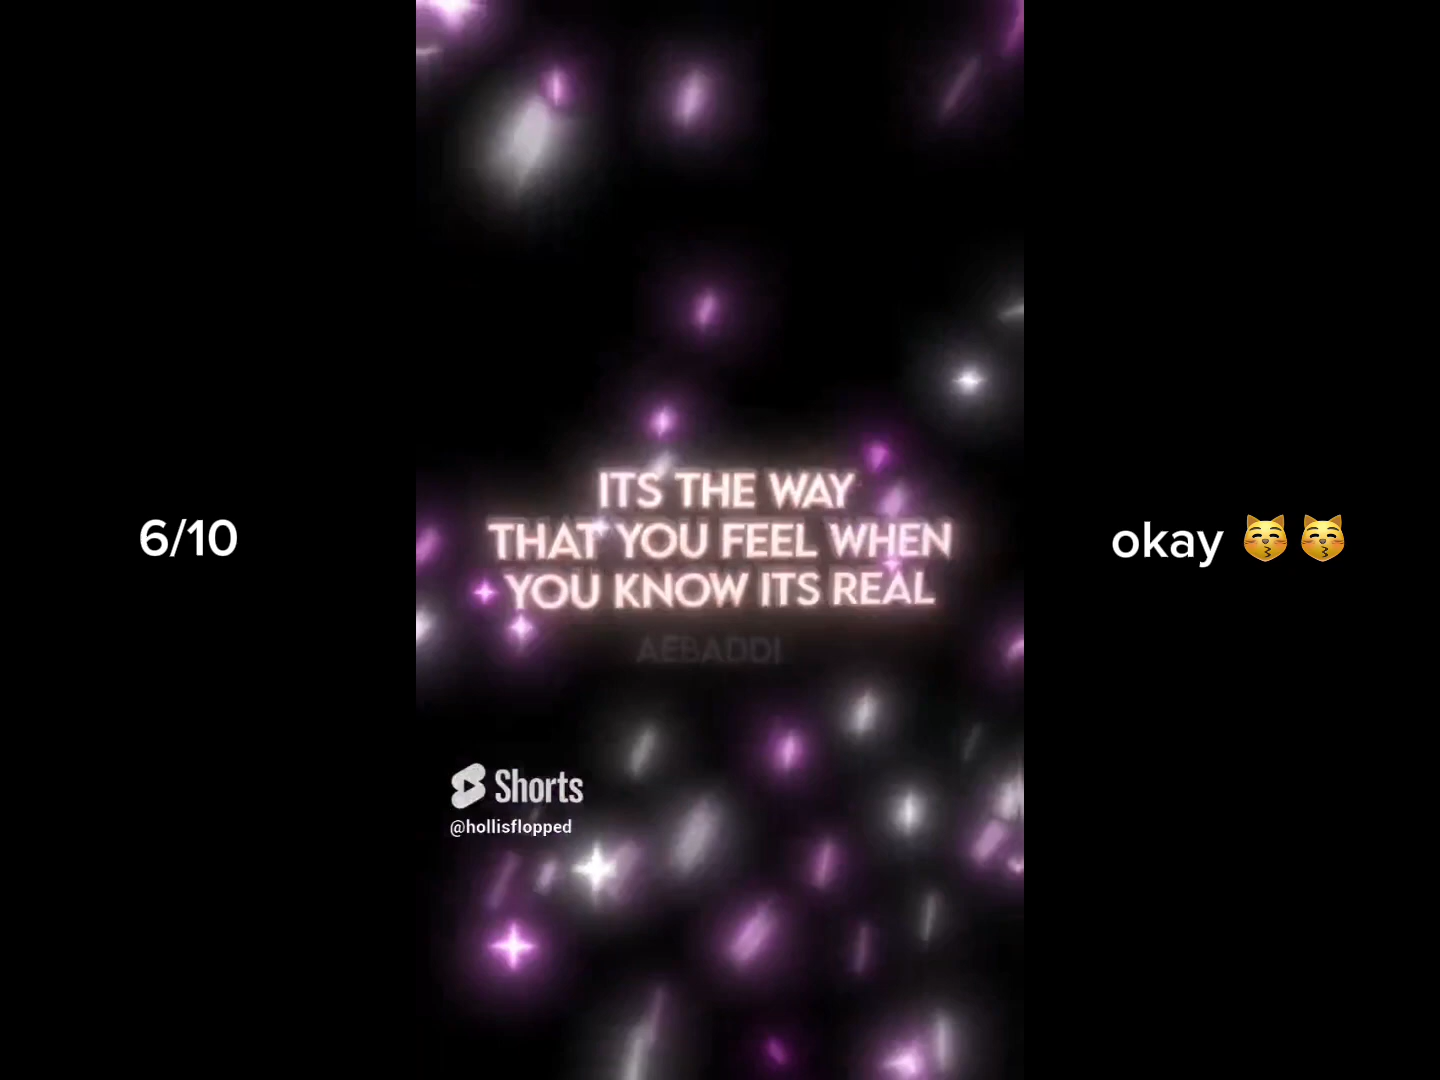 6/10
ITS THE WAY
THAT YOU FEEL WHEN
YOU KNOW ITS REAL
AEBADDI
Shorts
@hollisflopped
okay 😽😽